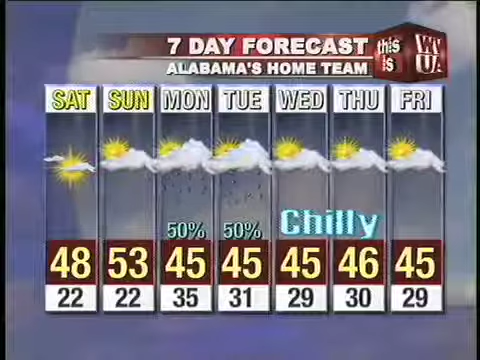 7 DAY FORECAST
ALABAMA'S HOME TEAM
this is WVUA
SAT SUN MON TUE WED THU FRI
50% 50% Chilly
48 53 45 45 45 46 45
22 22 35 31 29 30 29